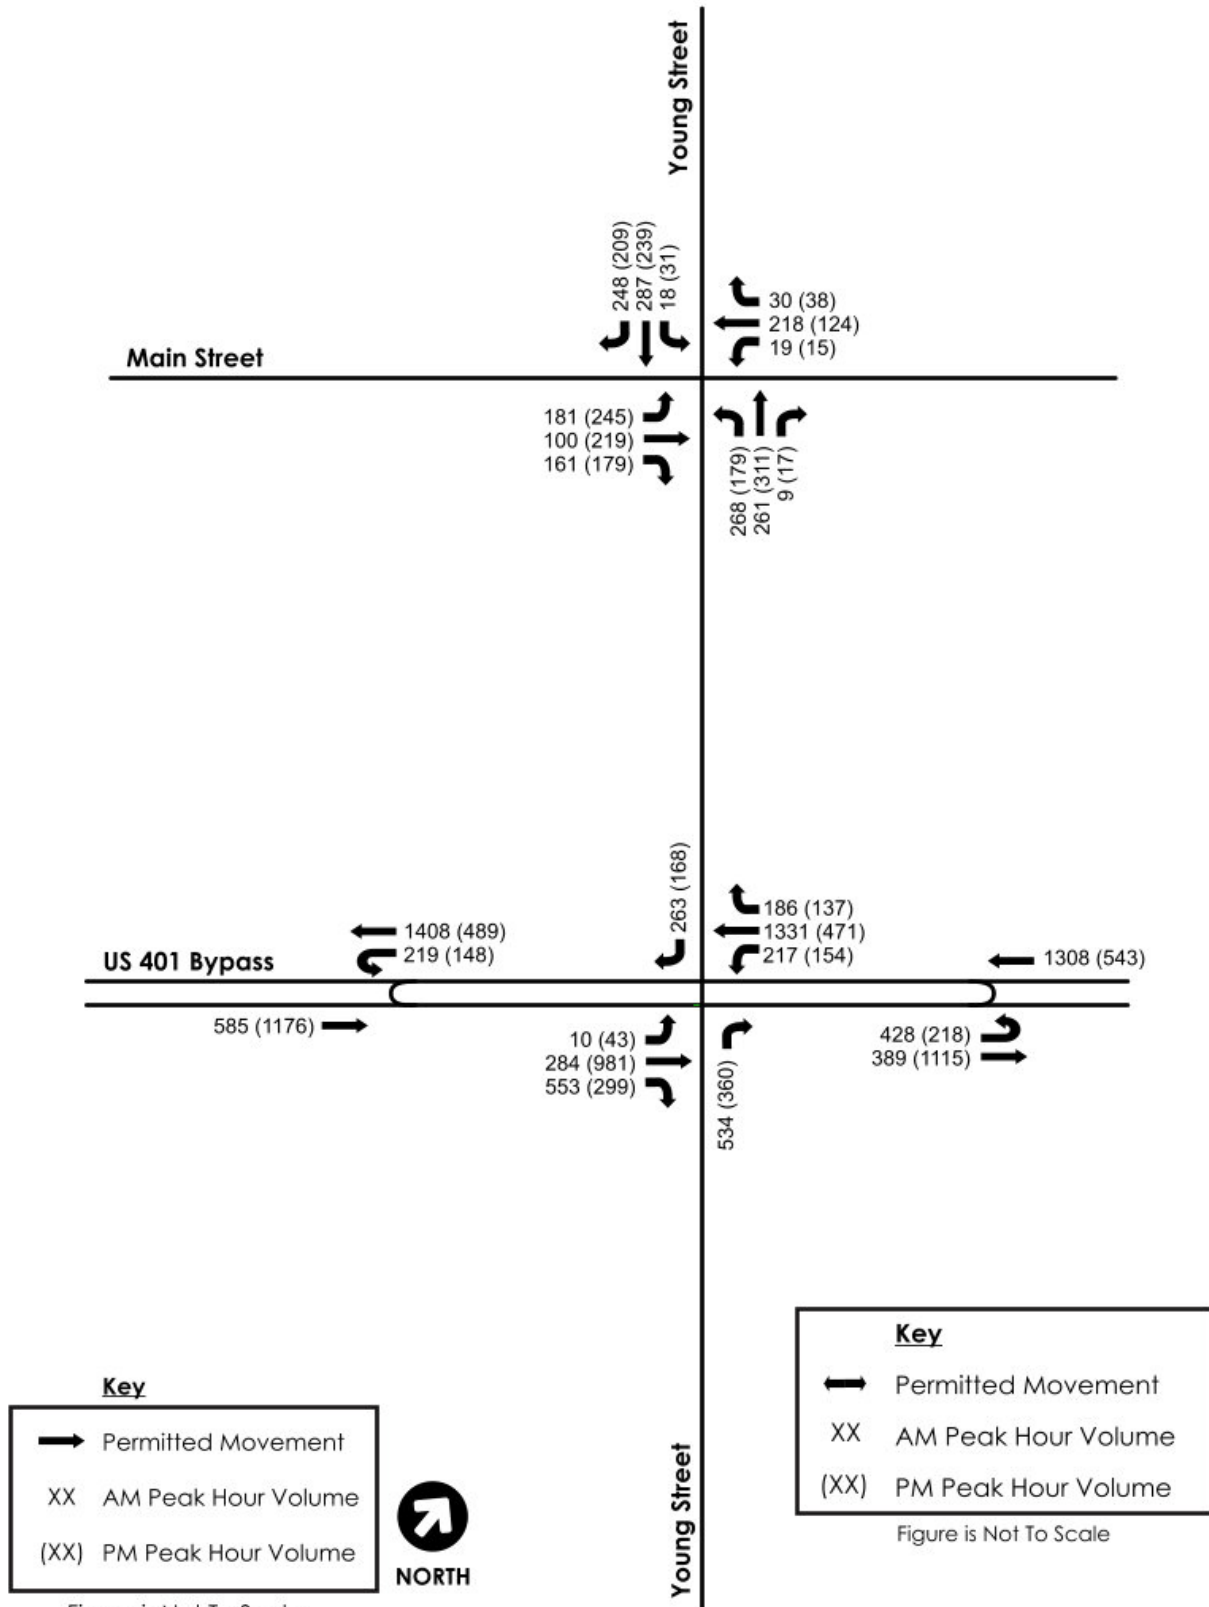 Young Street
248 (209)
287 (239)
18 (31)
30 (38)
218 (124)
19 (15)
Main Street
181 (245)
100 (219)
161 (179)
268 (179)
261 (311)
9 (17)
263 (168)
186 (137)
1331 (471)
217 (154)
1408 (489)
219 (148)
US 401 Bypass
1308 (543)
585 (1176)
10 (43)
284 (981)
553 (299)
534 (360)
428 (218)
389 (1115)
Key
Permitted Movement
XX AM Peak Hour Volume
(XX) PM Peak Hour Volume
NORTH
Young Street
Key
Permitted Movement
XX AM Peak Hour Volume
(XX) PM Peak Hour Volume
Figure is Not To Scale